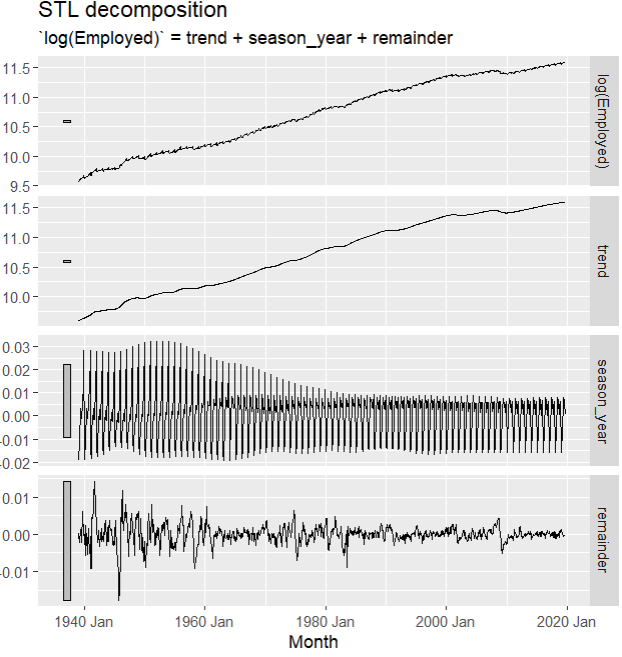 STL decomposition
`log(Employed)` = trend + season_year + remainder
11.5
11.0
10.5
10.0
9.5
log(Employed)
11.5
11.0
10.5
10.0
trend
0.03
0.02
0.01
0.00
-0.01
-0.02
season_year
0.01
0.00
-0.01
remainder
1940 Jan 1960 Jan 1980 Jan 2000 Jan 2020 Jan
Month